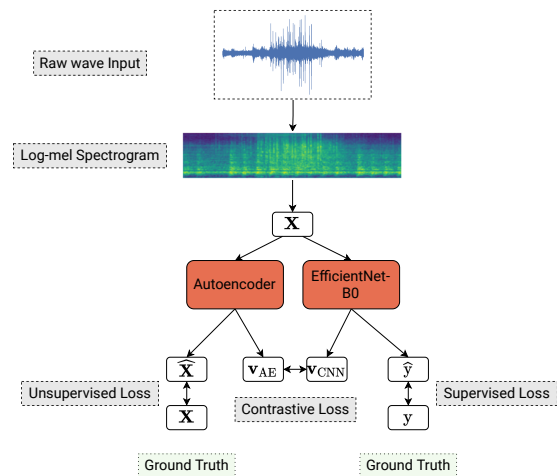 Raw wave Input
Log-mel Spectrogram
X
Autoencoder
EfficientNet-
B0
X̂
v_AE
v_CNN
ŷ
Unsupervised Loss
Contrastive Loss
Supervised Loss
X
y
Ground Truth
Ground Truth